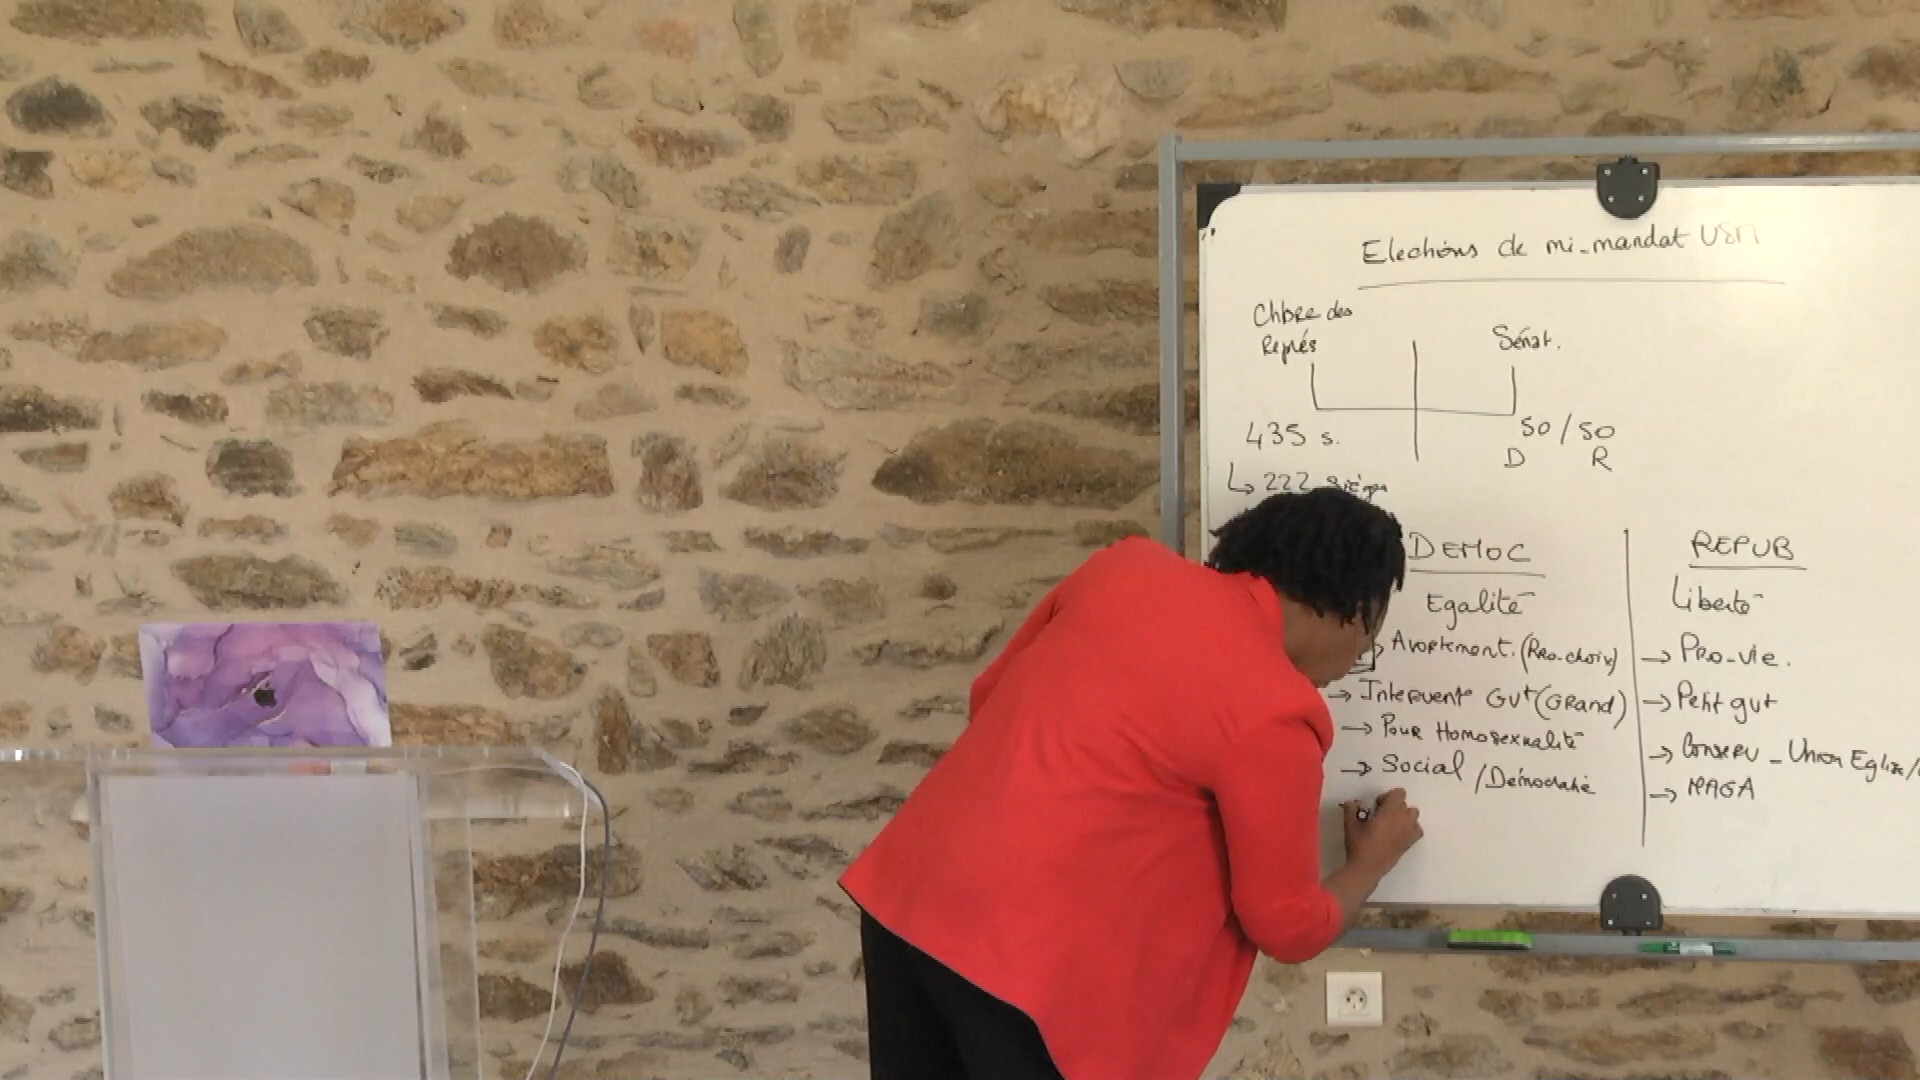 Elections de mi-mandat USA
Chbre des
Représ
Sénat.
435 s.
50 / 50
D R
↳ 222 sièges
DEMOC
Egalité
Avortement. (Pro-choix)
→ Intervent° Gvt (Grand)
→ Pour Homosexualité
→ Social / Démocratie
REPUB
Liberté
→ Pro-vie.
→ Petit gvt
→ Conserv - Union Eglise/
→ MAGA